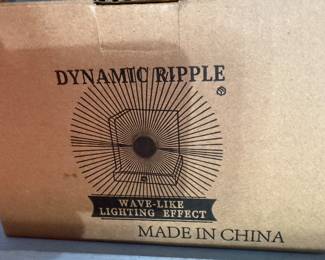 DYNAMIC RIPPLE
WAVE-LIKE
LIGHTING EFFECT
MADE IN CHINA